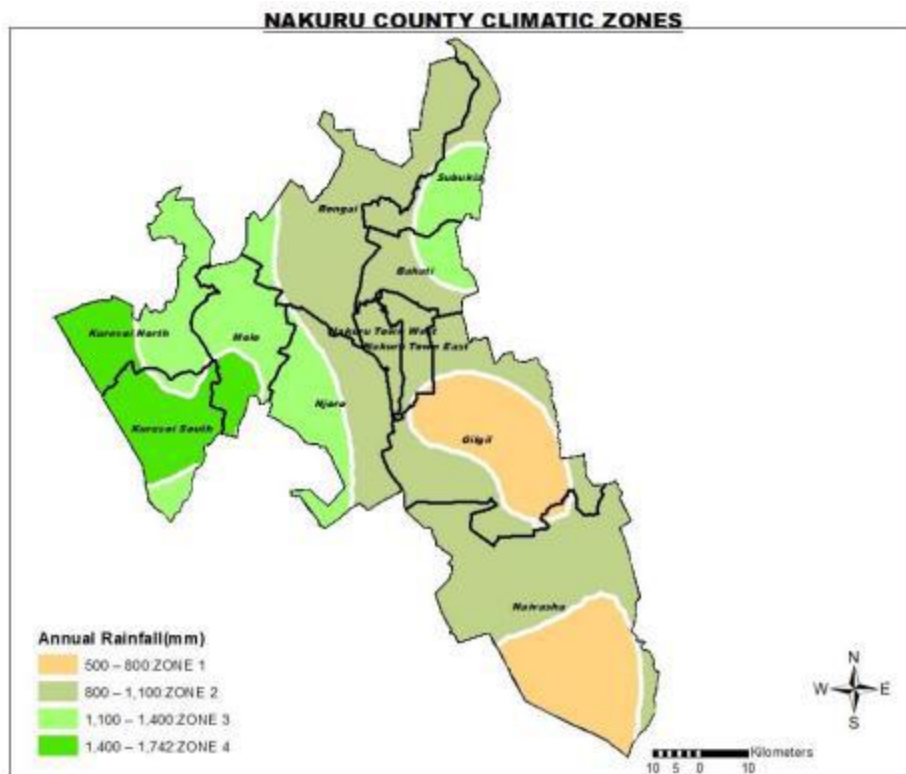 NAKURU COUNTY CLIMATIC ZONES
Subukia
Rongai
Bahati
Kuresoi North
Molo
Nakuru Town West
Nakuru Town East
Njoro
Kuresoi South
Gilgil
Naivasha
Annual Rainfall(mm)
500 – 800 ZONE 1
800 – 1,100 ZONE 2
1,100 – 1,400 ZONE 3
1,400 – 1,742 ZONE 4
N
W
E
S
Kilometers
10 5 0 10